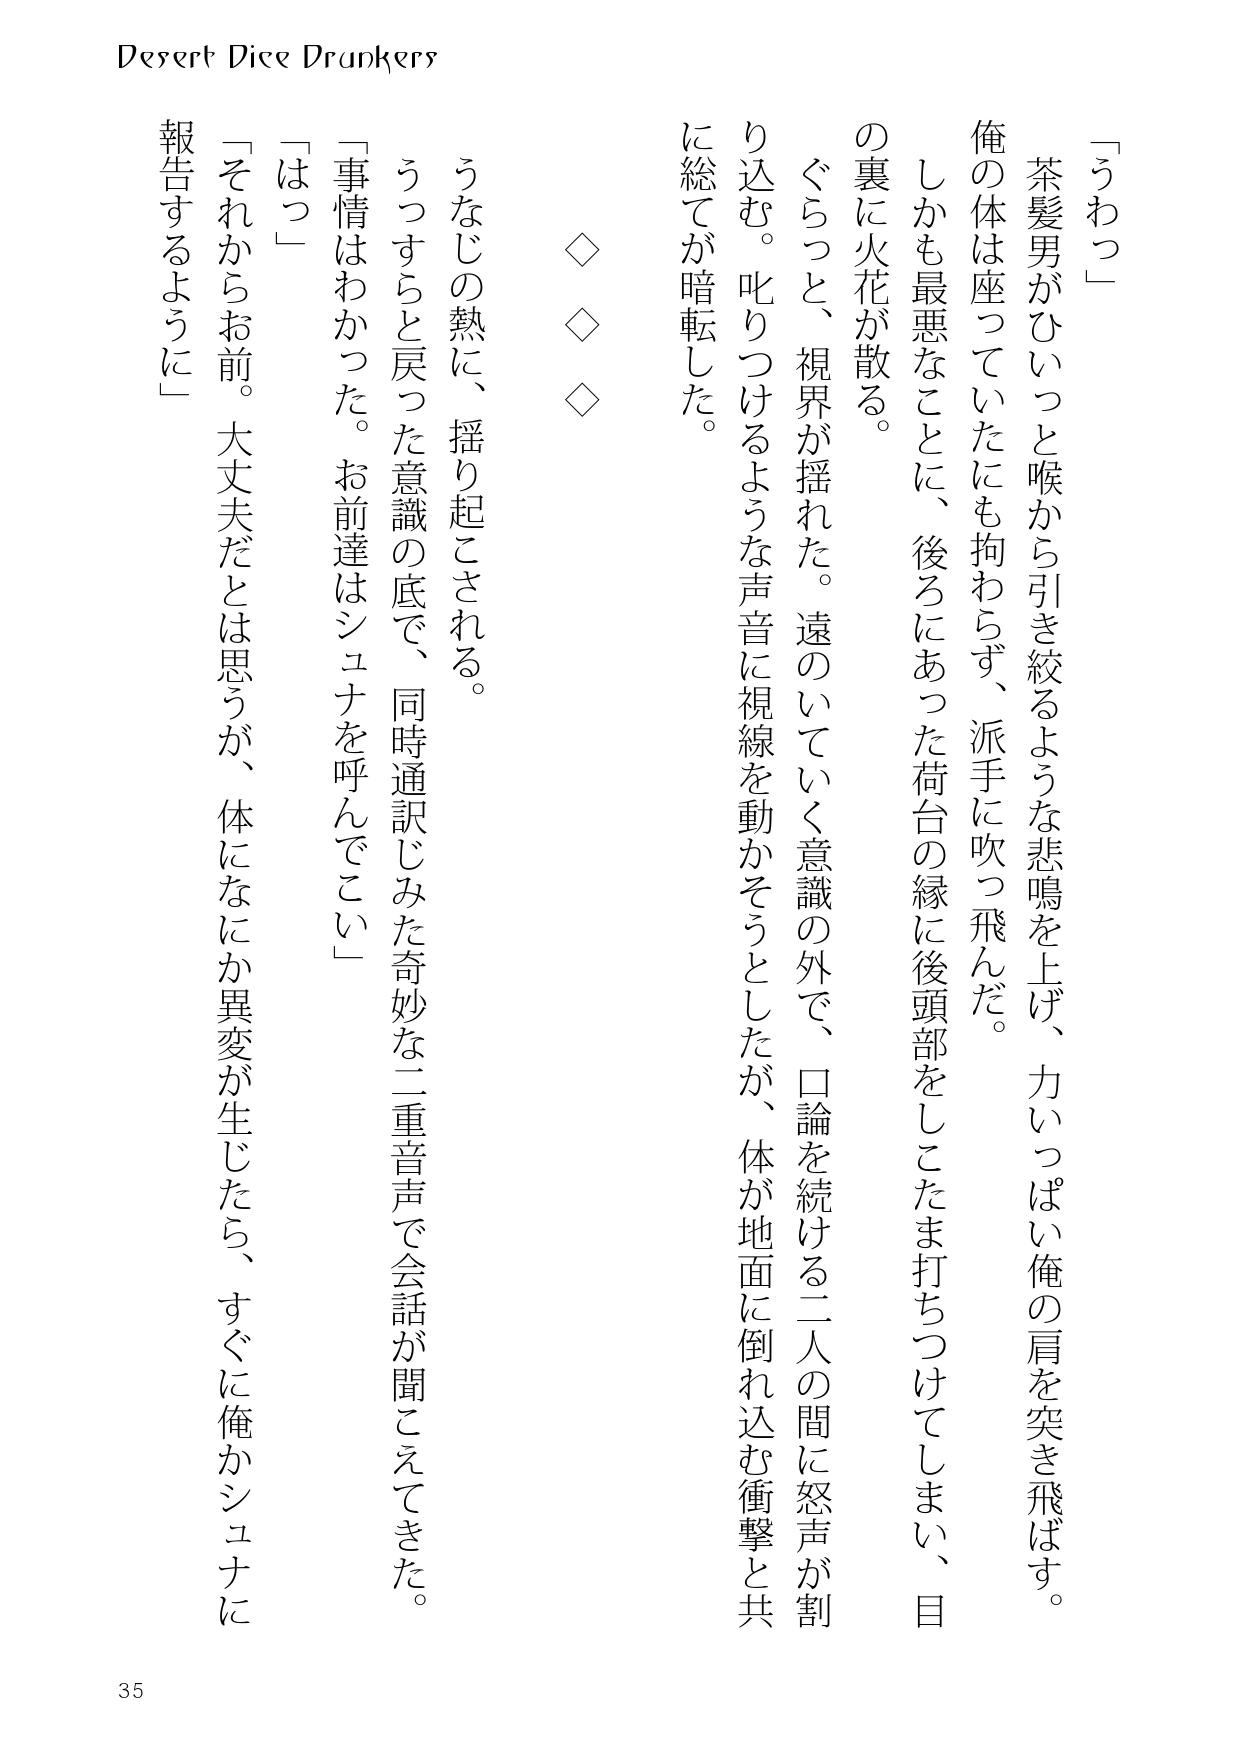 Desert Dice Drunkers
「うわっ」
　茶髪男がひいっと喉から引き絞るような悲鳴を上げ、力いっぱい俺の肩を突き飛ばす。
俺の体は座っていたにも拘わらず、派手に吹っ飛んだ。
　しかも最悪なことに、後ろにあった荷台の縁に後頭部をしこたま打ちつけてしまい、目
の裏に火花が散る。
　ぐらっと、視界が揺れた。遠のいていく意識の外で、口論を続ける二人の間に怒声が割
り込む。叱りつけるような声音に視線を動かそうとしたが、体が地面に倒れ込む衝撃と共
に総てが暗転した。
◇　◇　◇
　うなじの熱に、揺り起こされる。
　うっすらと戻った意識の底で、同時通訳じみた奇妙な二重音声で会話が聞こえてきた。
「事情はわかった。お前達はシュナを呼んでこい」
「はっ」
「それからお前。大丈夫だとは思うが、体になにか異変が生じたら、すぐに俺かシュナに
報告するように」
35